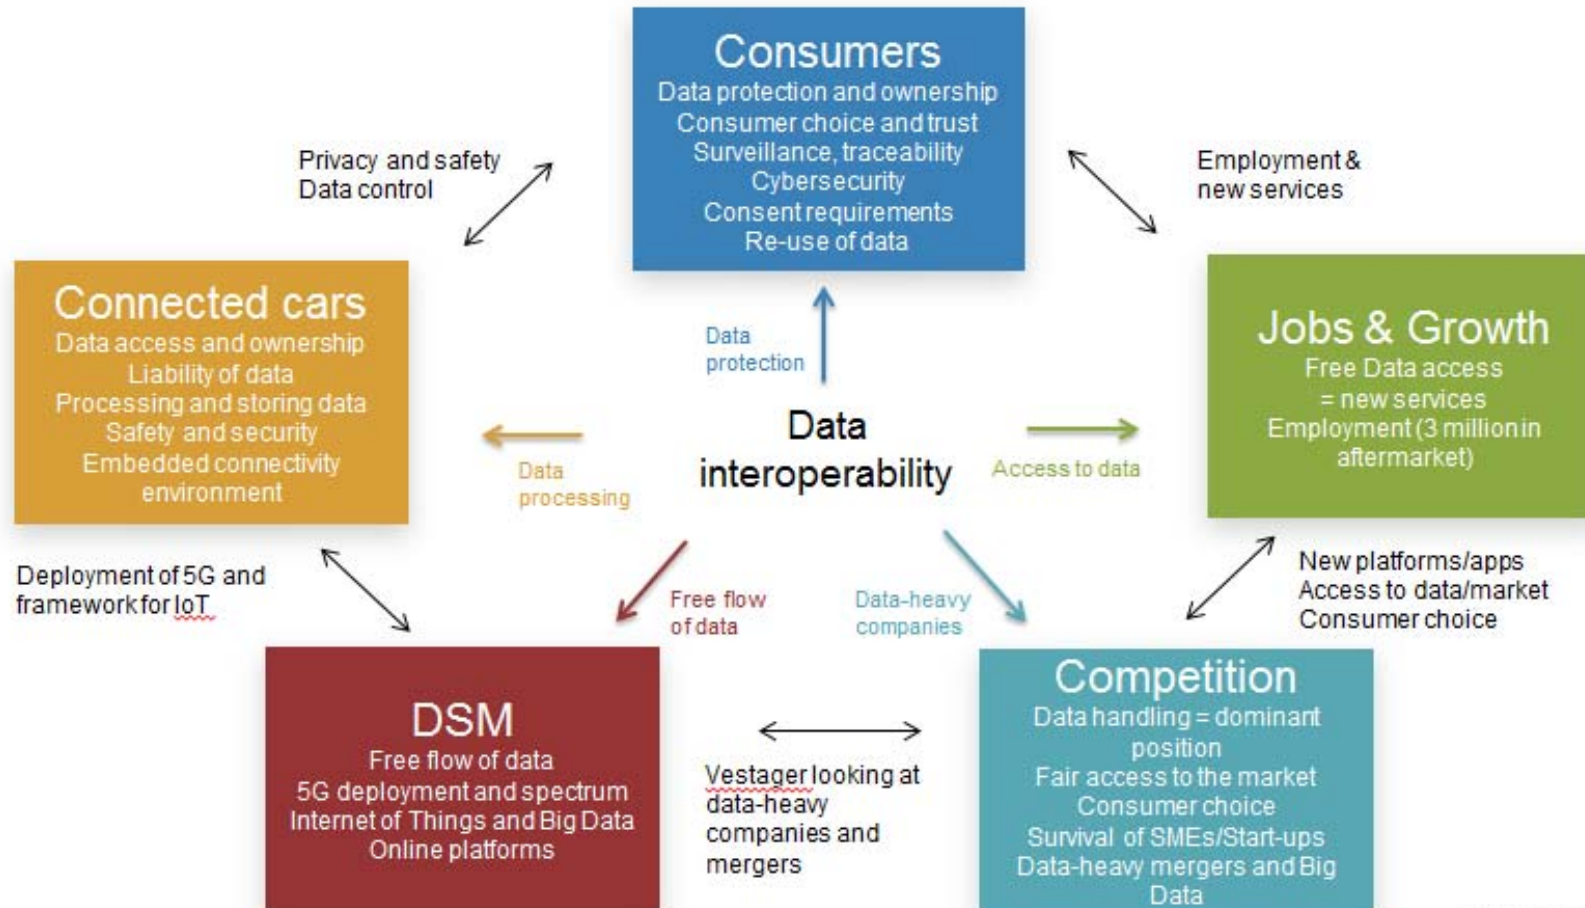 Consumers
Data protection and ownership
Consumer choice and trust
Surveillance, traceability
Cybersecurity
Consent requirements
Re-use of data
Privacy and safety
Data control
Employment &
new services
Connected cars
Data access and ownership
Liability of data
Processing and storing data
Safety and security
Embedded connectivity
environment
Data
protection
Jobs & Growth
Free Data access
= new services
Employment (3 million in
aftermarket)
Data
interoperability
Data
processing
Access to data
Deployment of 5G and
framework for IoT
Free flow
of data
Data-heavy
companies
New platforms/apps
Access to data/market
Consumer choice
DSM
Free flow of data
5G deployment and spectrum
Internet of Things and Big Data
Online platforms
Vestager looking at
data-heavy
companies and
mergers
Competition
Data handling = dominant
position
Fair access to the market
Consumer choice
Survival of SMEs/Start-ups
Data-heavy mergers and Big
Data